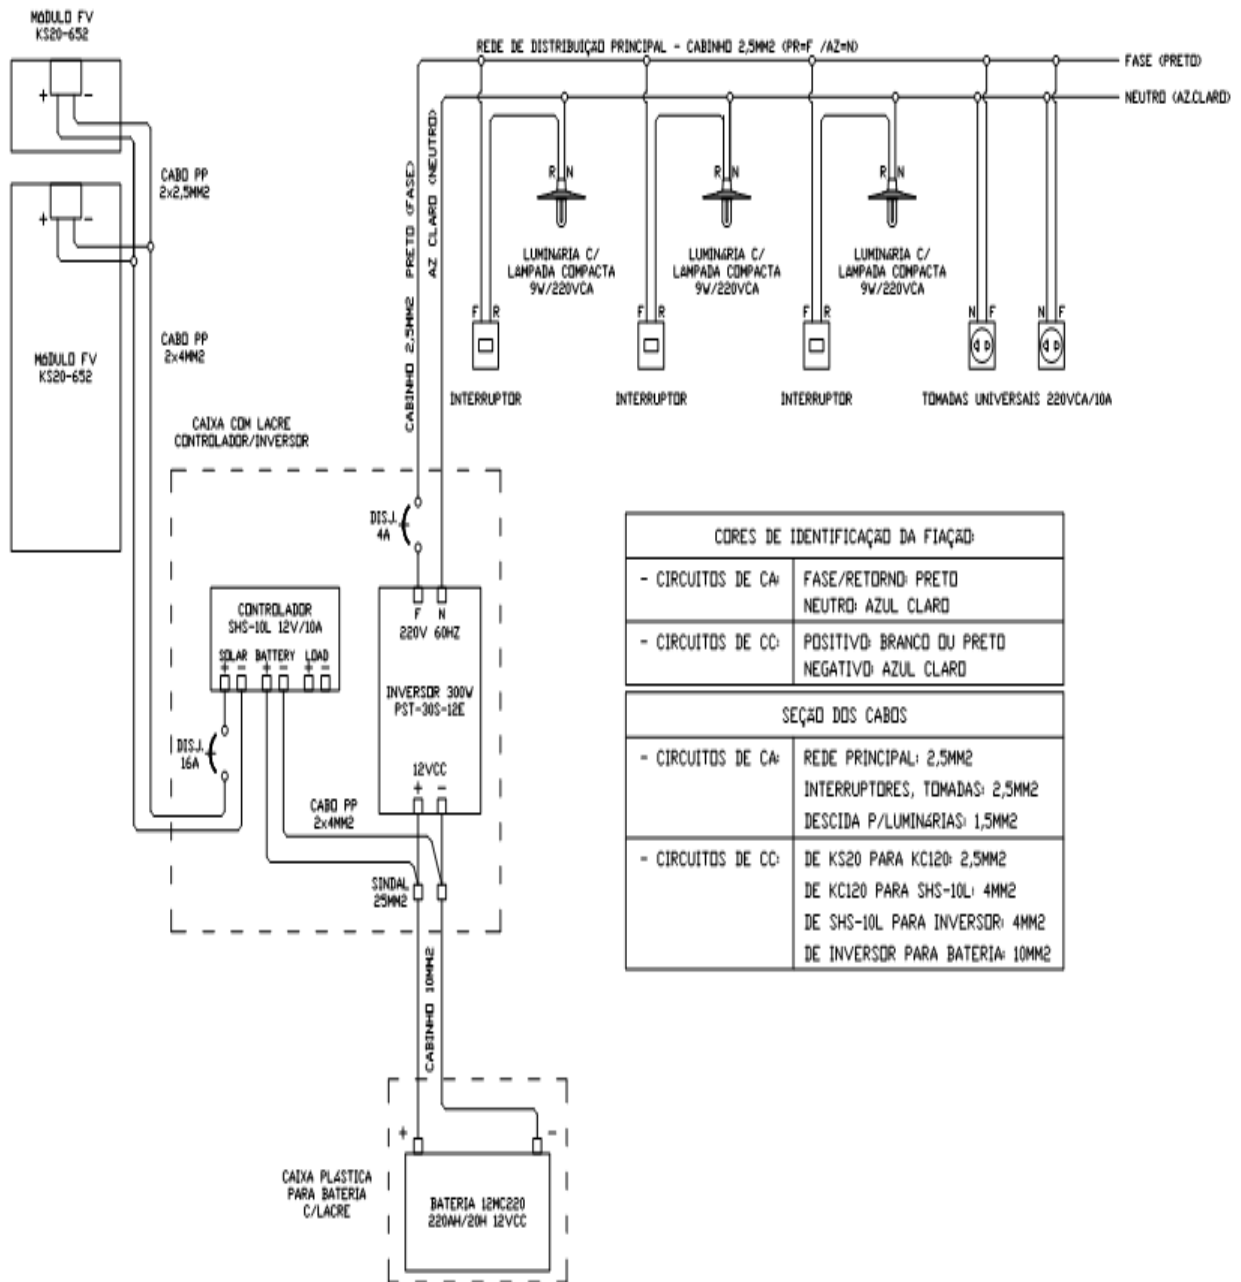 MÓDULO FV
KS20-652
+ -
CABO PP
2x2,5MM2
+ -
MÓDULO FV
KS20-652
CABO PP
2x4MM2
REDE DE DISTRIBUIÇÃO PRINCIPAL - CABINHO 2,5MM2 (PR=F /AZ=N)
FASE (PRETO)
NEUTRO (AZ.CLARO)
CABINHO 2,5MM2 PRETO (FASE)
AZ CLARO (NEUTRO)
R N
R N
R N
LUMINÁRIA C/
LÂMPADA COMPACTA
9W/220VCA
LUMINÁRIA C/
LÂMPADA COMPACTA
9W/220VCA
LUMINÁRIA C/
LÂMPADA COMPACTA
9W/220VCA
F R
F R
F R
N F
N F
INTERRUPTOR
INTERRUPTOR
INTERRUPTOR
TOMADAS UNIVERSAIS 220VCA/10A
CAIXA COM LACRE
CONTROLADOR/INVERSOR
DISJ.
4A
CONTROLADOR
SHS-10L 12V/10A
SOLAR BATTERY LOAD
+ - + - + -
DISJ.
16A
F N
220V 60HZ
INVERSOR 300W
PST-30S-12E
12VCC
+ -
CABO PP
2x4MM2
SINDAL
25MM2
CABINHO 10MM2
CAIXA PLÁSTICA
PARA BATERIA
C/LACRE
+ -
BATERIA 12MC220
220AH/20H 12VCC
CORES DE IDENTIFICAÇÃO DA FIAÇÃO:
- CIRCUITOS DE CA:
FASE/RETORNO: PRETO
NEUTRO: AZUL CLARO
- CIRCUITOS DE CC:
POSITIVO: BRANCO OU PRETO
NEGATIVO: AZUL CLARO
SEÇÃO DOS CABOS
- CIRCUITOS DE CA:
REDE PRINCIPAL: 2,5MM2
INTERRUPTORES, TOMADAS: 2,5MM2
DESCIDA P/LUMINÁRIAS: 1,5MM2
- CIRCUITOS DE CC:
DE KS20 PARA KC120: 2,5MM2
DE KC120 PARA SHS-10L: 4MM2
DE SHS-10L PARA INVERSOR: 4MM2
DE INVERSOR PARA BATERIA: 10MM2